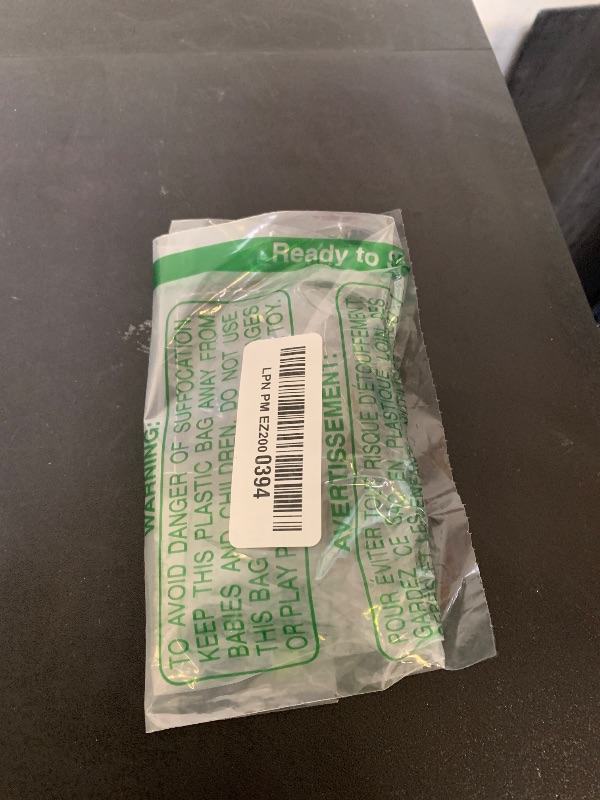 Ready to
WARNING:
TO AVOID DANGER OF SUFFOCATION,
KEEP THIS PLASTIC BAG AWAY FROM
BABIES AND CHILDREN. DO NOT USE
THIS BAG GES
OR PLAY TOY.
LPN PM EZ200 0394
AVERTISSEMENT:
POUR ÉVITER TOUT RISQUE D'ÉTOUFFEMENT,
GARDEZ CE EN PLASTIQUE LOIN DES